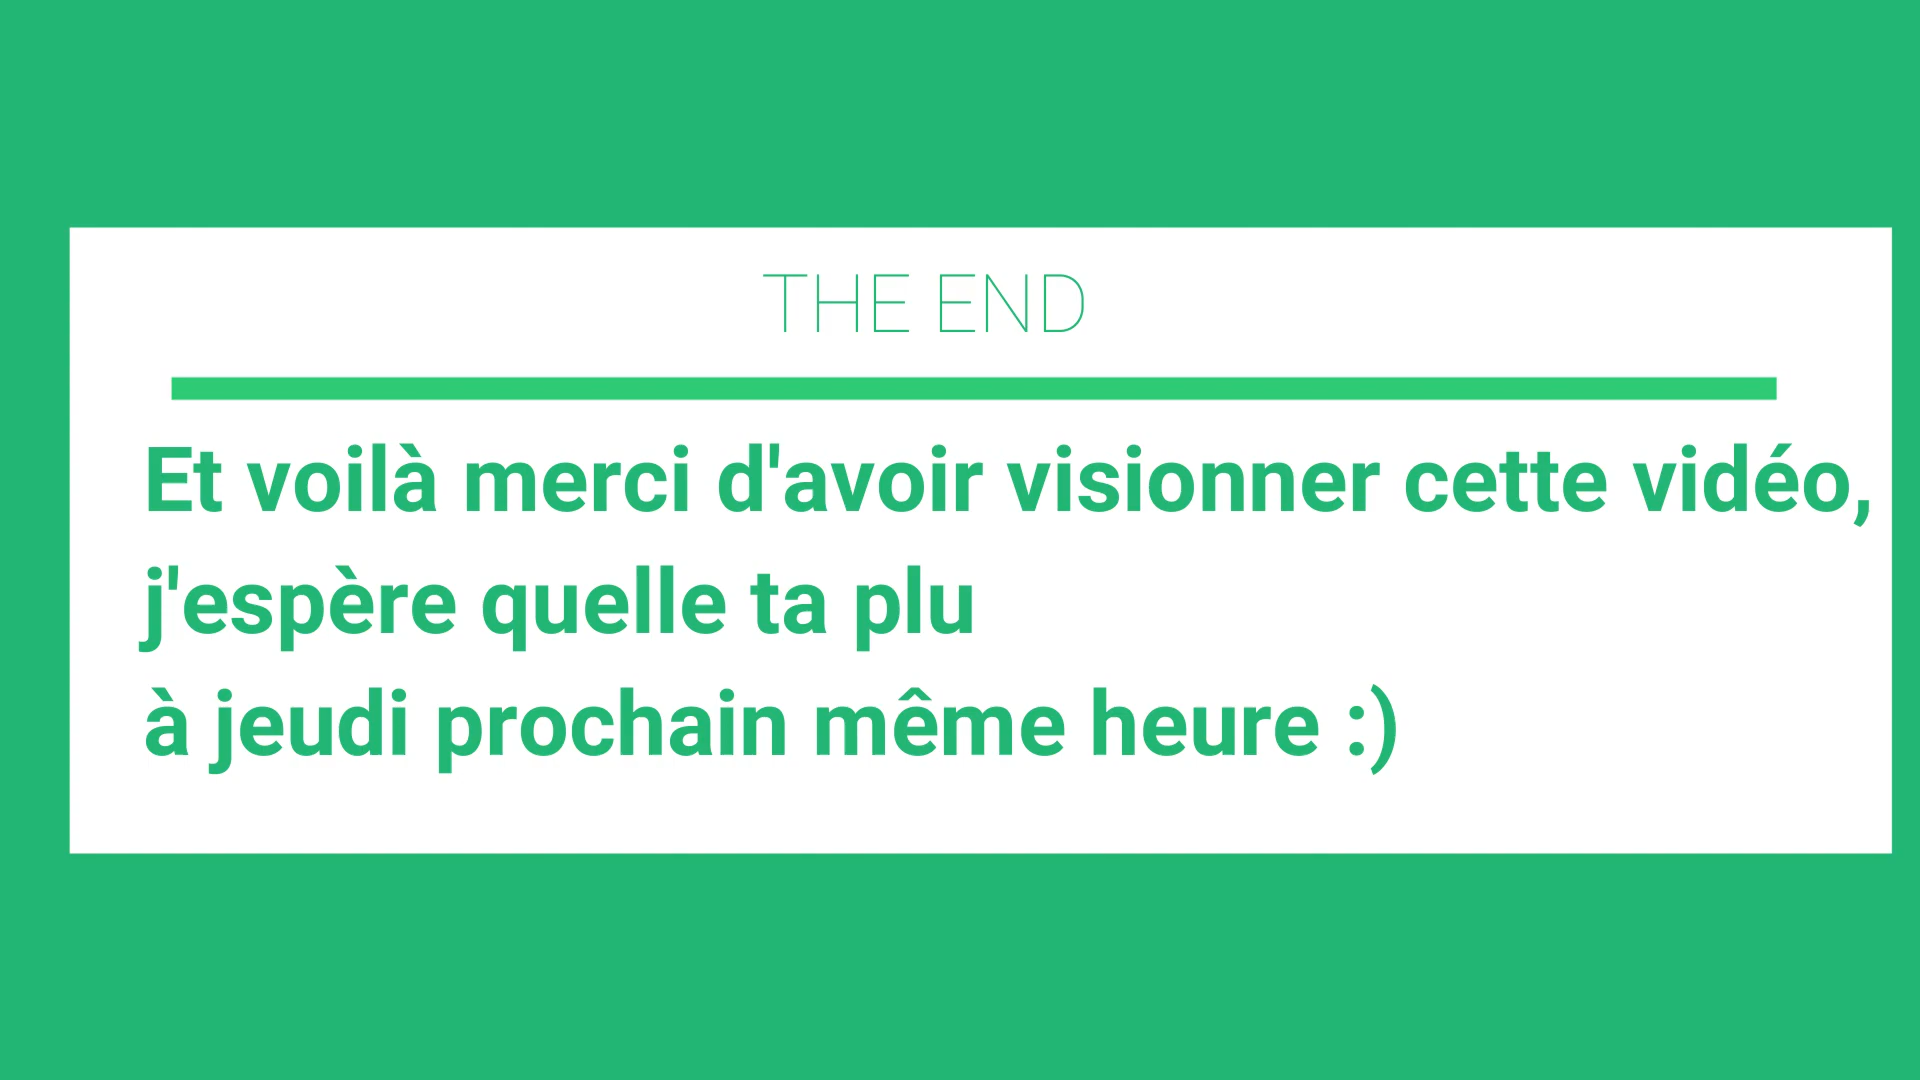 THE END
Et voilà merci d'avoir visionner cette vidéo,
j'espère quelle ta plu
à jeudi prochain même heure :)